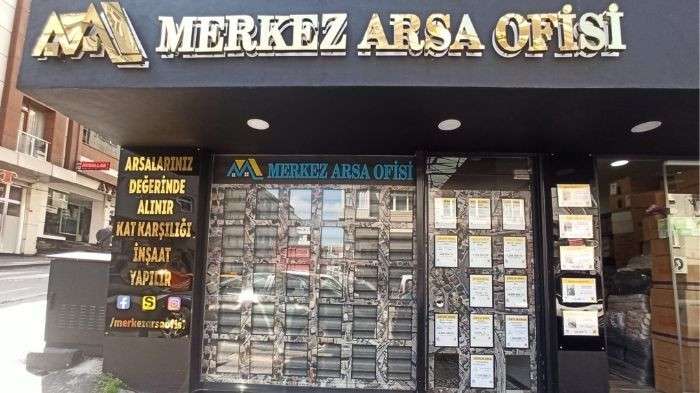 MERKEZ ARSA OFİSİ
MERKEZ ARSA OFİSİ
ARSALARINIZ
DEĞERİNDE
ALINIR
KAT KARŞILIĞI
İNŞAAT
YAPILIR
/merkezarsaofisi